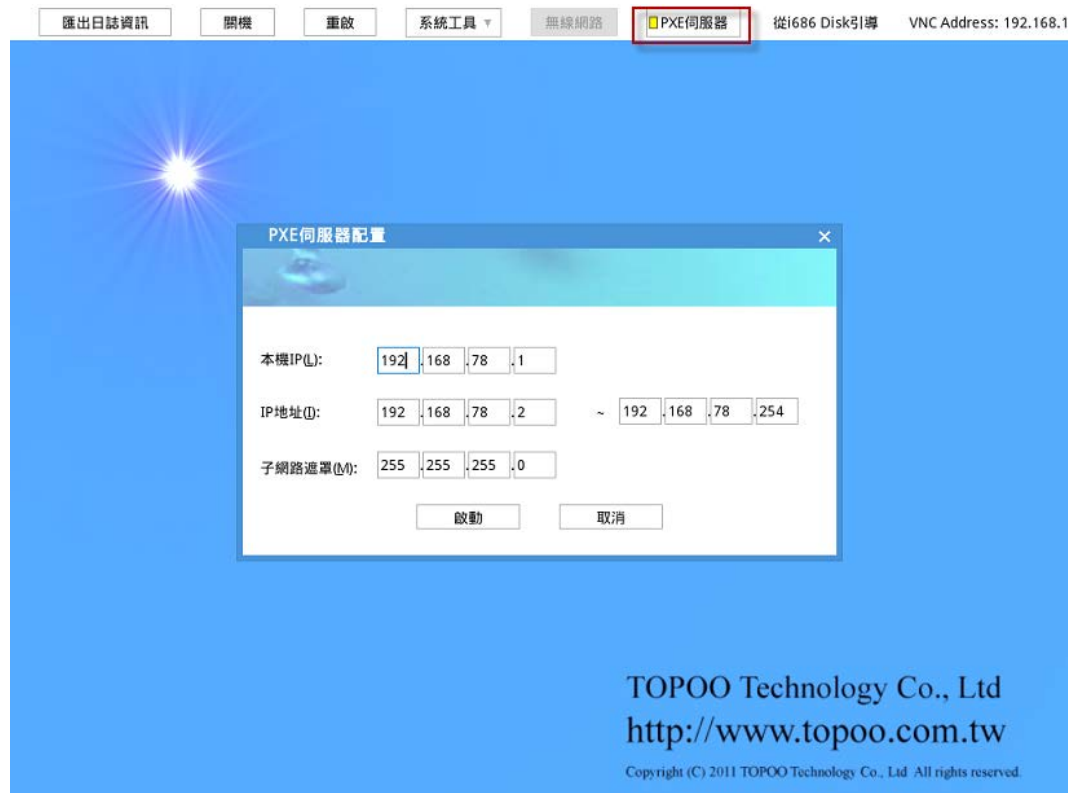 匯出日誌資訊 關機 重啟 系統工具 ▼ 無線網路 PXE伺服器 從i686 Disk引導 VNC Address: 192.168.1
PXE伺服器配置 ×
本機IP(L): 192 .168 .78 .1
IP地址(I): 192 .168 .78 .2 ~ 192 .168 .78 .254
子網路遮罩(M): 255 .255 .255 .0
啟動 取消
TOPOO Technology Co., Ltd
http://www.topoo.com.tw
Copyright (C) 2011 TOPOO Technology Co., Ltd All rights reserved.